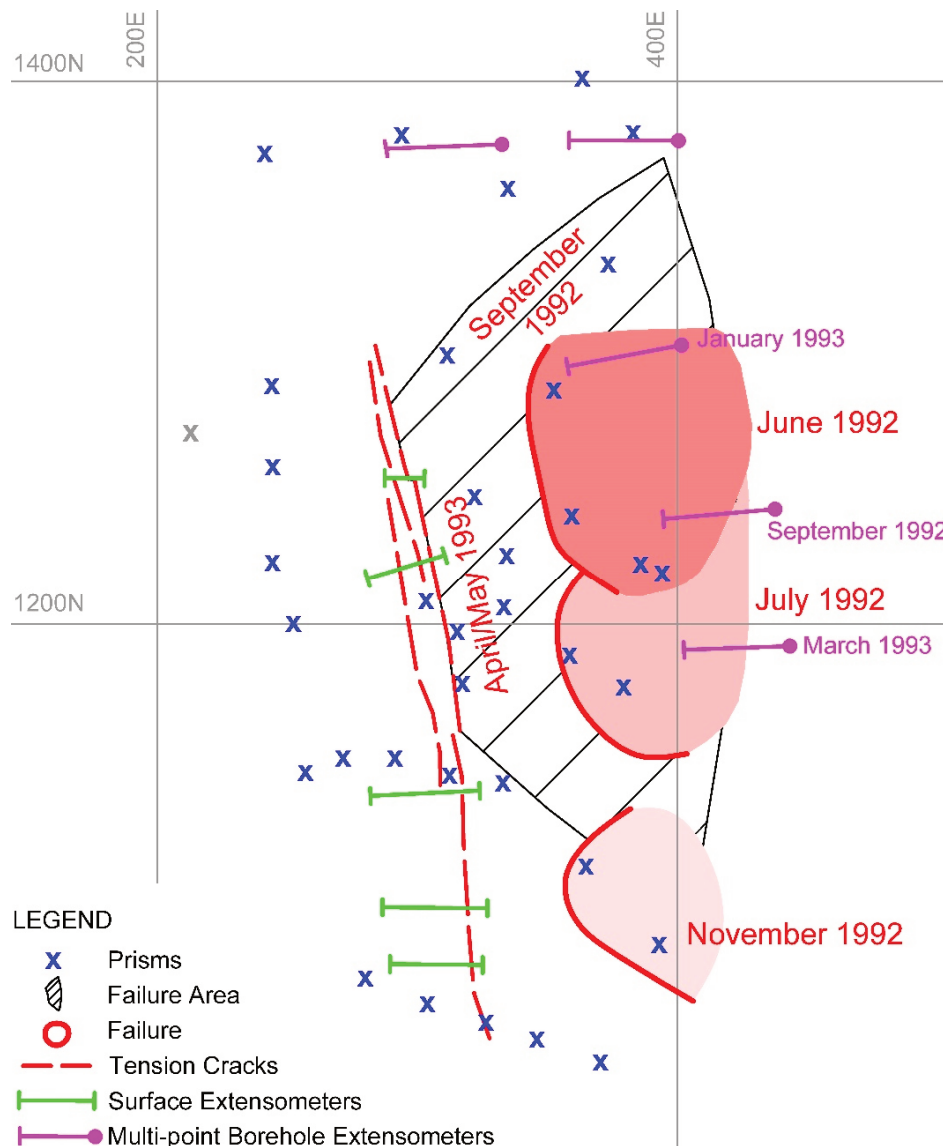 200E
400E
1400N
September
1992
January 1993
June 1992
September 1992
April/May 1993
1200N
July 1992
March 1993
November 1992
LEGEND
x Prisms
Failure Area
Failure
Tension Cracks
Surface Extensometers
Multi-point Borehole Extensometers